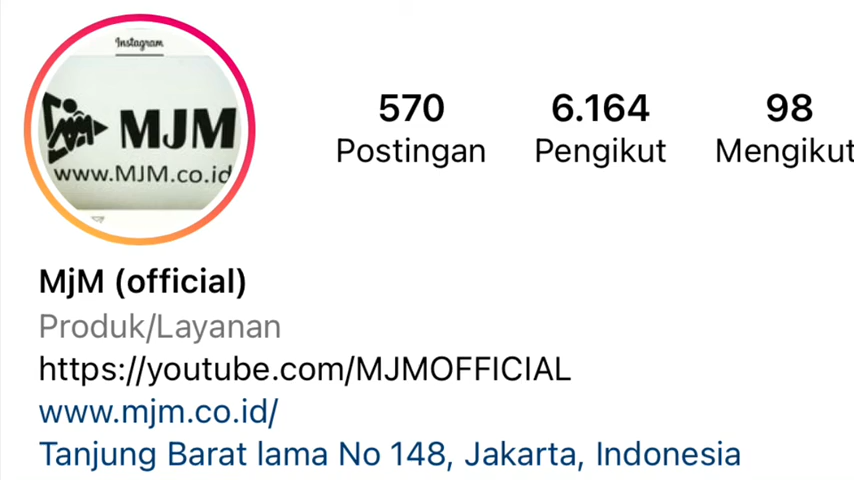 Instagram
MJM
www.MJM.co.id
570 6.164 98
Postingan Pengikut Mengikut
MjM (official)
Produk/Layanan
https://youtube.com/MJMOFFICIAL
www.mjm.co.id/
Tanjung Barat lama No 148, Jakarta, Indonesia